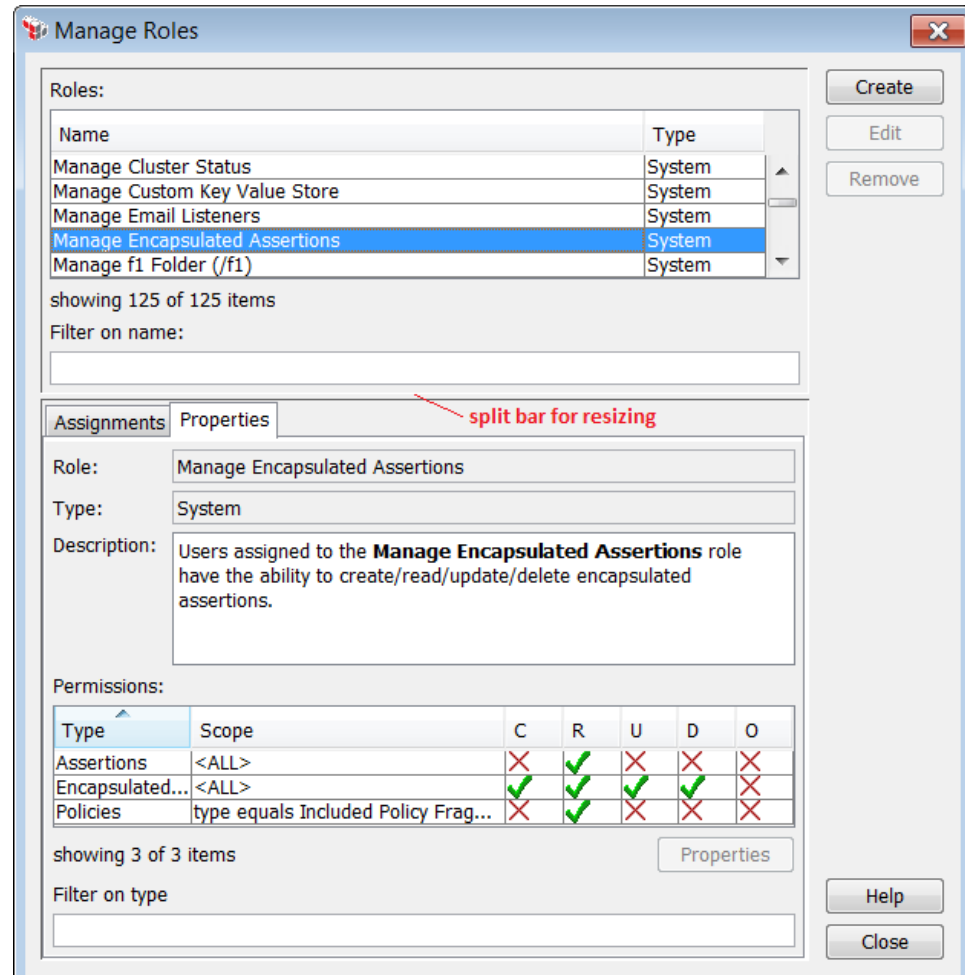 Manage Roles
Roles:
Create
Name Type
Edit
Manage Cluster Status System
Manage Custom Key Value Store System
Remove
Manage Email Listeners System
Manage Encapsulated Assertions System
Manage f1 Folder (/f1) System
showing 125 of 125 items
Filter on name:
split bar for resizing
Assignments Properties
Role: Manage Encapsulated Assertions
Type: System
Description: Users assigned to the Manage Encapsulated Assertions role
have the ability to create/read/update/delete encapsulated
assertions.
Permissions:
Type Scope C R U D O
Assertions <ALL>
Encapsulated... <ALL>
Policies type equals Included Policy Frag...
showing 3 of 3 items Properties
Filter on type
Help
Close